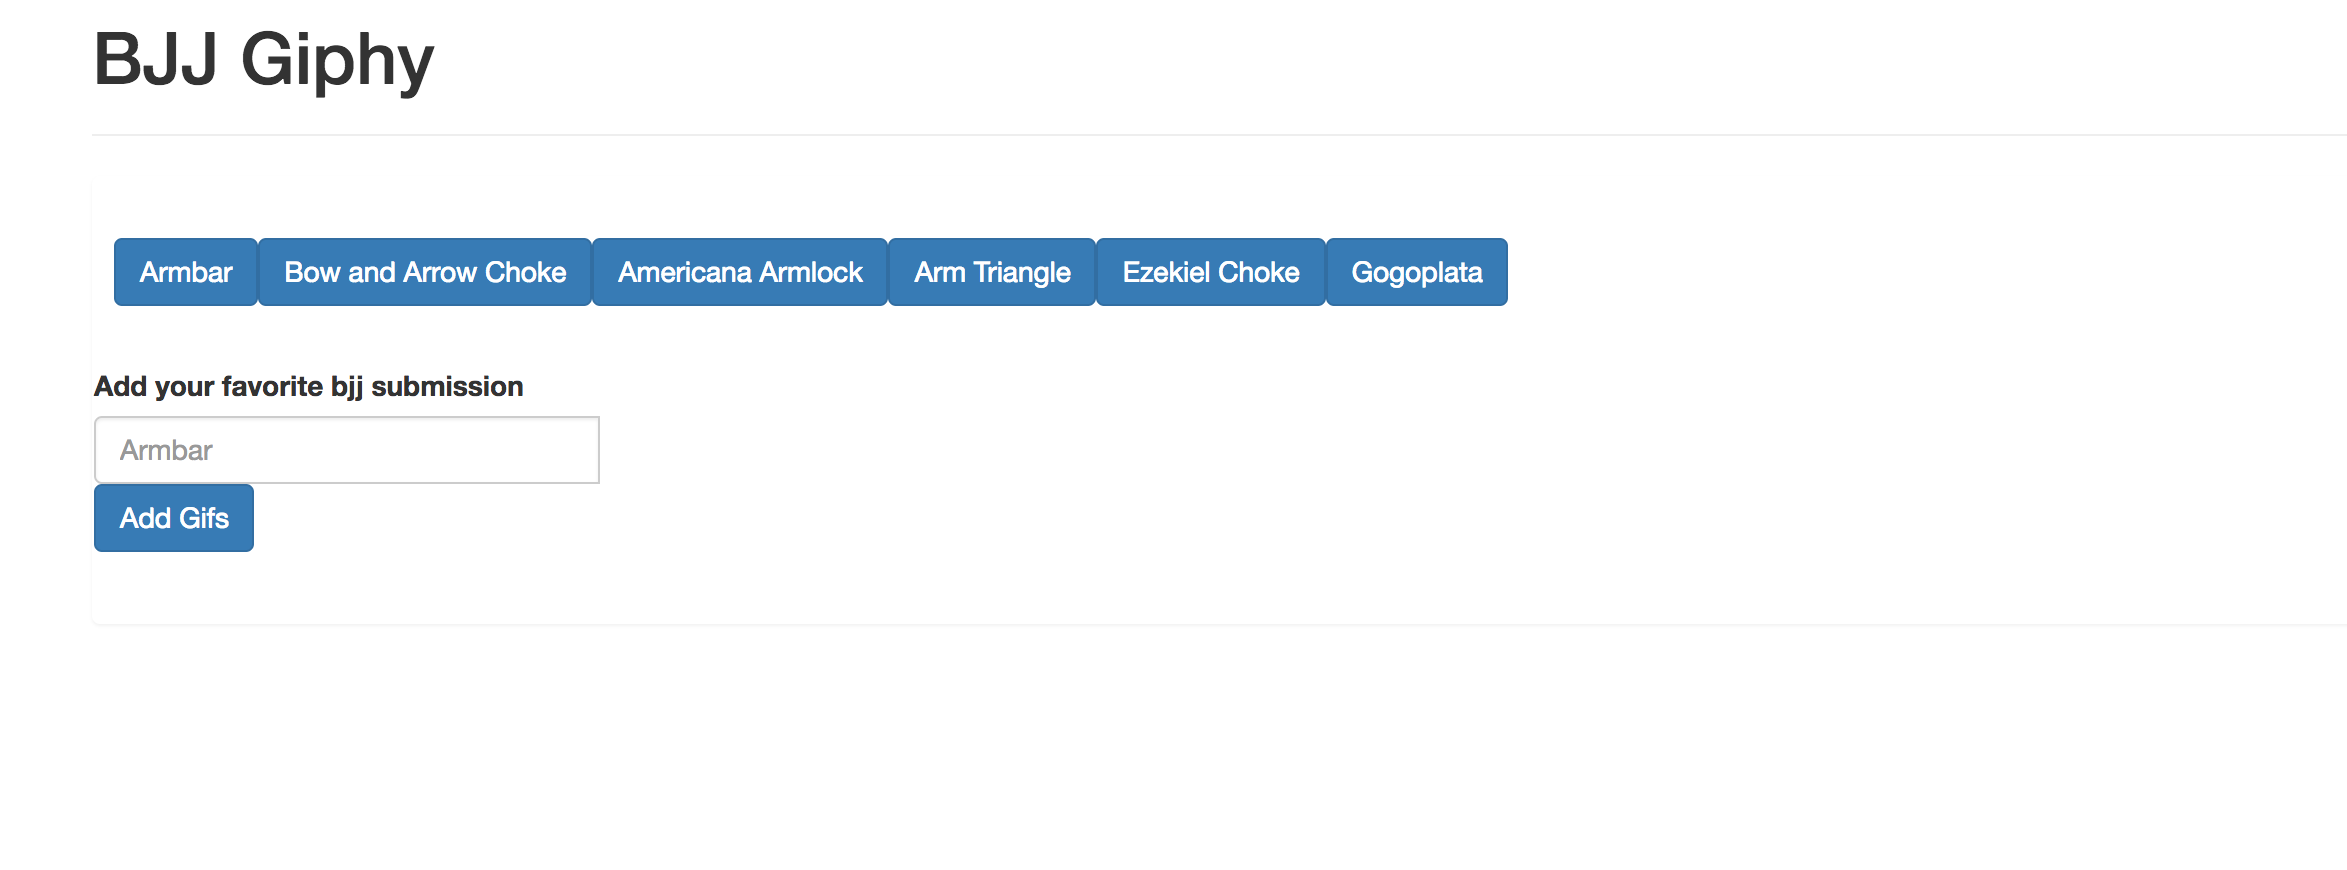 BJJ Giphy
Armbar Bow and Arrow Choke Americana Armlock Arm Triangle Ezekiel Choke Gogoplata
Add your favorite bjj submission
Armbar
Add Gifs